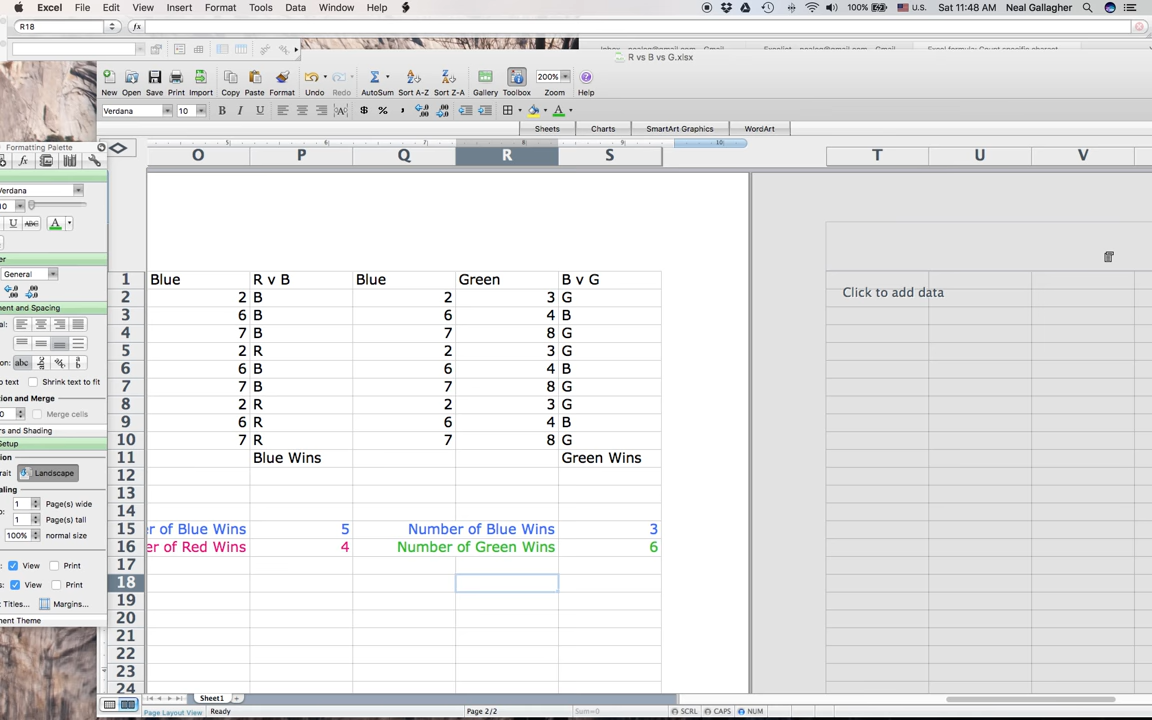 Excel File Edit View Insert Format Tools Data Window Help 100% U.S. Sat 11:48 AM Neal Gallagher
R18 fx
R vs B vs G.xlsx
New Open Save Print Import Copy Paste Format Undo Redo AutoSum Sort A-Z Sort Z-A Gallery Toolbox 200% Zoom Help
Verdana 10 B I U $ % ,
Sheets Charts SmartArt Graphics WordArt
Formatting Palette
O P Q R S T U V
Verdana
U ABC A
General
1 Blue R v B Blue Green B v G
2 2 B 2 3 G Click to add data
3 6 B 6 4 B
4 7 B 7 8 G
5 2 R 2 3 G
6 6 B 6 4 B
7 7 B 7 8 G
8 2 R 2 3 G
9 6 R 6 4 B
10 7 R 7 8 G
11 Blue Wins Green Wins
12
13
14
15 er of Blue Wins 5 Number of Blue Wins 3
16 er of Red Wins 4 Number of Green Wins 6
17
18
19
20
21
22
23
24
ment and Spacing
abc
o text Shrink text to fit
tion and Merge
Merge cells
rs and Shading
Setup
rait Landscape
aling
1 Page(s) wide
1 Page(s) tall
100% normal size
View Print
View Print
Titles... Margins...
ment Theme
Sheet1
Page Layout View Ready Page 2/2 Sum=0 SCRL CAPS NUM